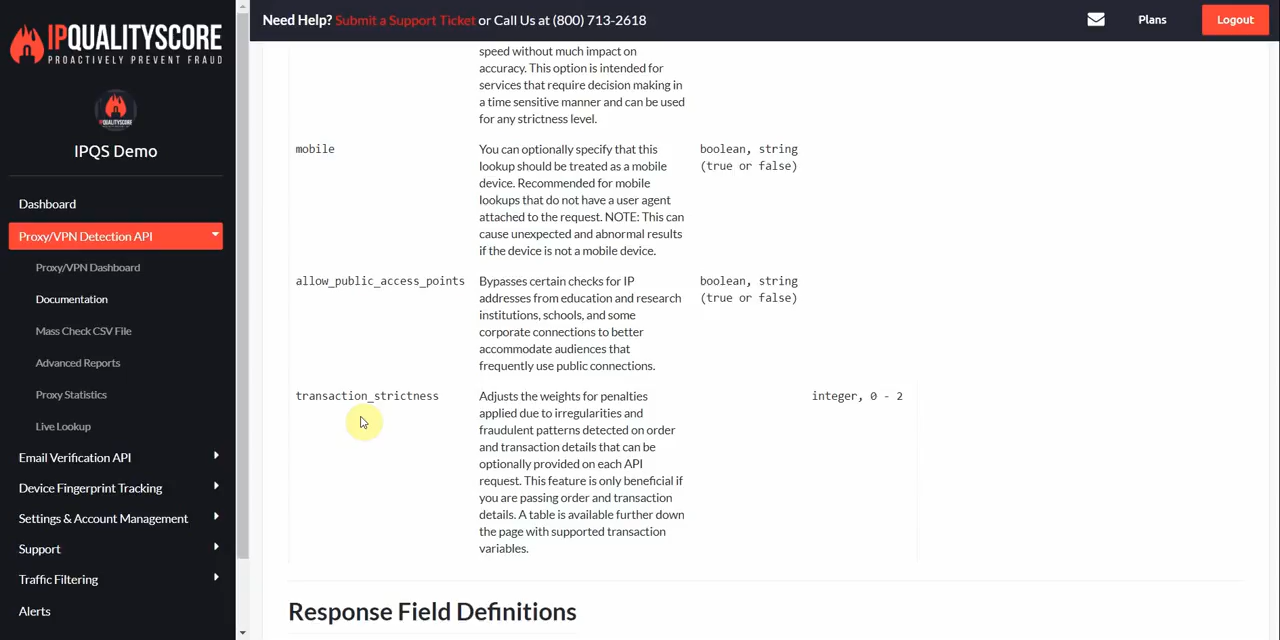 Need Help? Submit a Support Ticket or Call Us at (800) 713-2618
Plans
Logout
IPQUALITYSCORE
PROACTIVELY PREVENT FRAUD
IPQUALITYSCORE
IPQS Demo
Dashboard
Proxy/VPN Detection API
Proxy/VPN Dashboard
Documentation
Mass Check CSV File
Advanced Reports
Proxy Statistics
Live Lookup
Email Verification API
Device Fingerprint Tracking
Settings & Account Management
Support
Traffic Filtering
Alerts
speed without much impact on
accuracy. This option is intended for
services that require decision making in
a time sensitive manner and can be used
for any strictness level.
mobile
You can optionally specify that this
lookup should be treated as a mobile
device. Recommended for mobile
lookups that do not have a user agent
attached to the request. NOTE: This can
cause unexpected and abnormal results
if the device is not a mobile device.
boolean, string
(true or false)
allow_public_access_points
Bypasses certain checks for IP
addresses from education and research
institutions, schools, and some
corporate connections to better
accommodate audiences that
frequently use public connections.
boolean, string
(true or false)
transaction_strictness
Adjusts the weights for penalties
applied due to irregularities and
fraudulent patterns detected on order
and transaction details that can be
optionally provided on each API
request. This feature is only beneficial if
you are passing order and transaction
details. A table is available further down
the page with supported transaction
variables.
integer, 0 - 2
Response Field Definitions